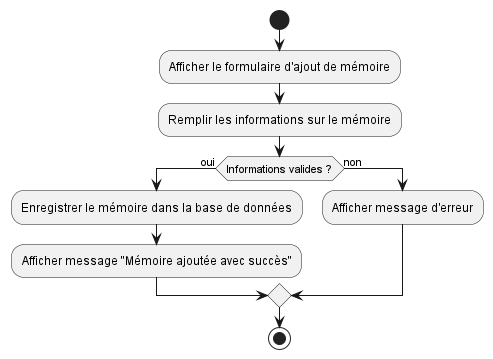 Afficher le formulaire d'ajout de mémoire
Remplir les informations sur le mémoire
oui
Informations valides ?
non
Enregistrer le mémoire dans la base de données
Afficher message d'erreur
Afficher message "Mémoire ajoutée avec succès"